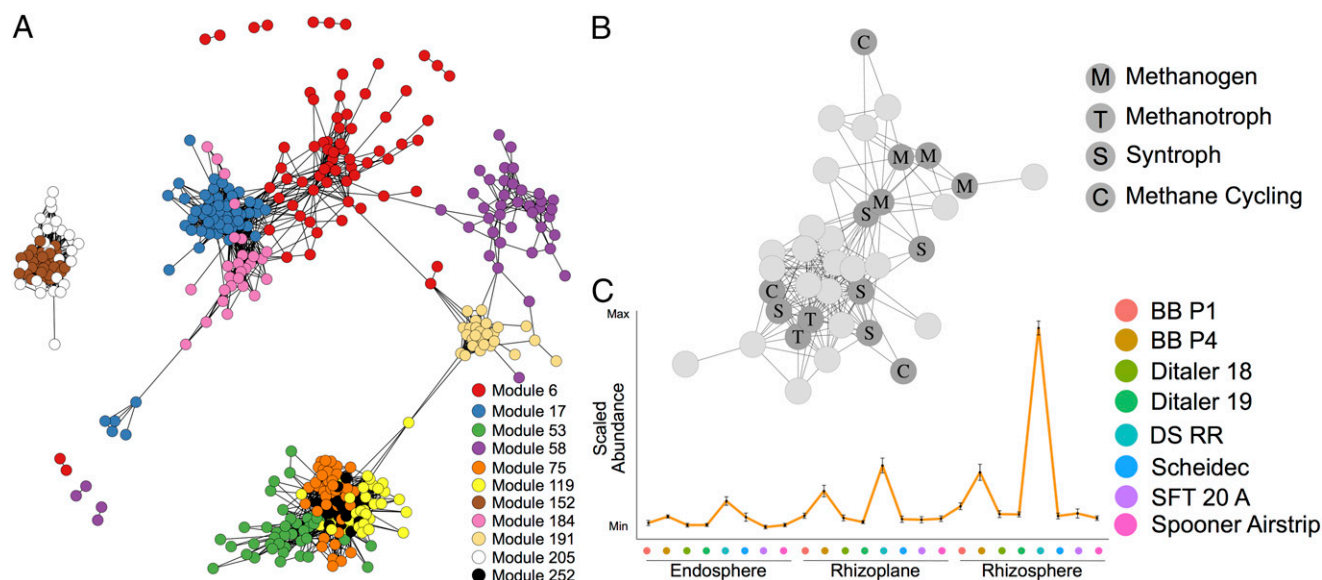 A
Module 6
Module 17
Module 53
Module 58
Module 75
Module 119
Module 152
Module 184
Module 191
Module 205
Module 252
B
C
M
M
M
M
S
S
C
S
S
T
T
S
C
M Methanogen
T Methanotroph
S Syntroph
C Methane Cycling
C
Max
Scaled
Abundance
Min
Endosphere
Rhizoplane
Rhizosphere
BB P1
BB P4
Ditaler 18
Ditaler 19
DS RR
Scheidec
SFT 20 A
Spooner Airstrip